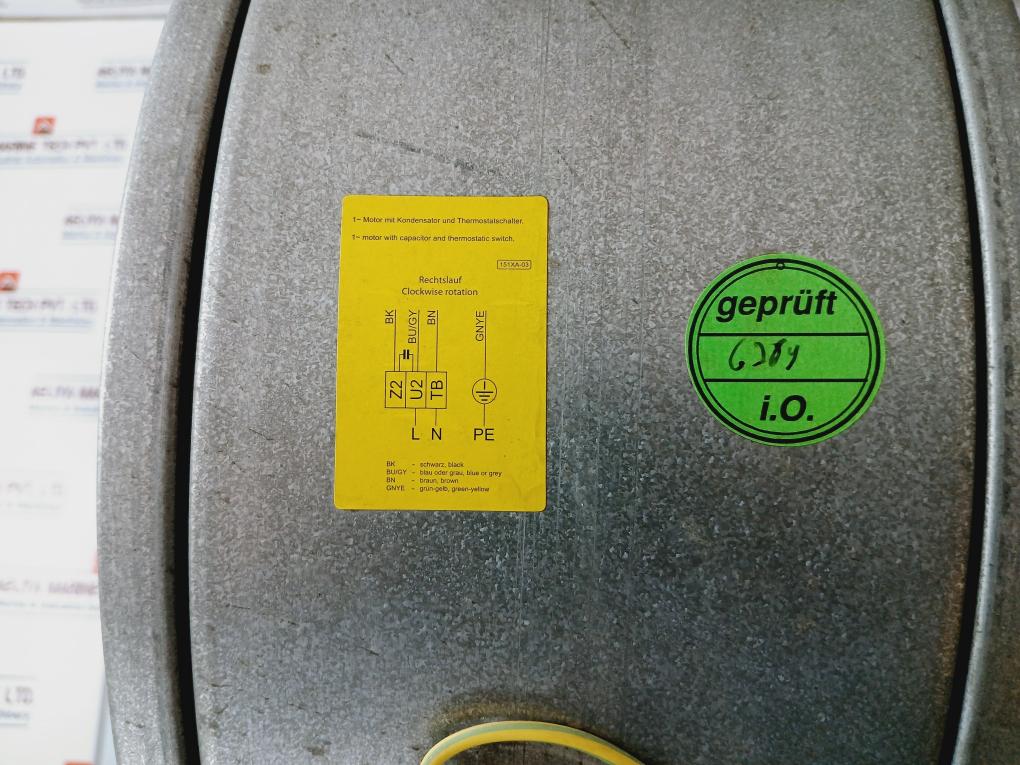 1~ Motor mit Kondensator und Thermostatschalter.
1~ motor with capacitor and thermostatic switch.
151XA-03
Rechtslauf
Clockwise rotation
BK BU/GY BN GNYE
Z2 U2 TB
L N PE
BK - schwarz, black
BU/GY - blau oder grau, blue or grey
BN - braun, brown
GNYE - grün-gelb, green-yellow
geprüft
i.O.